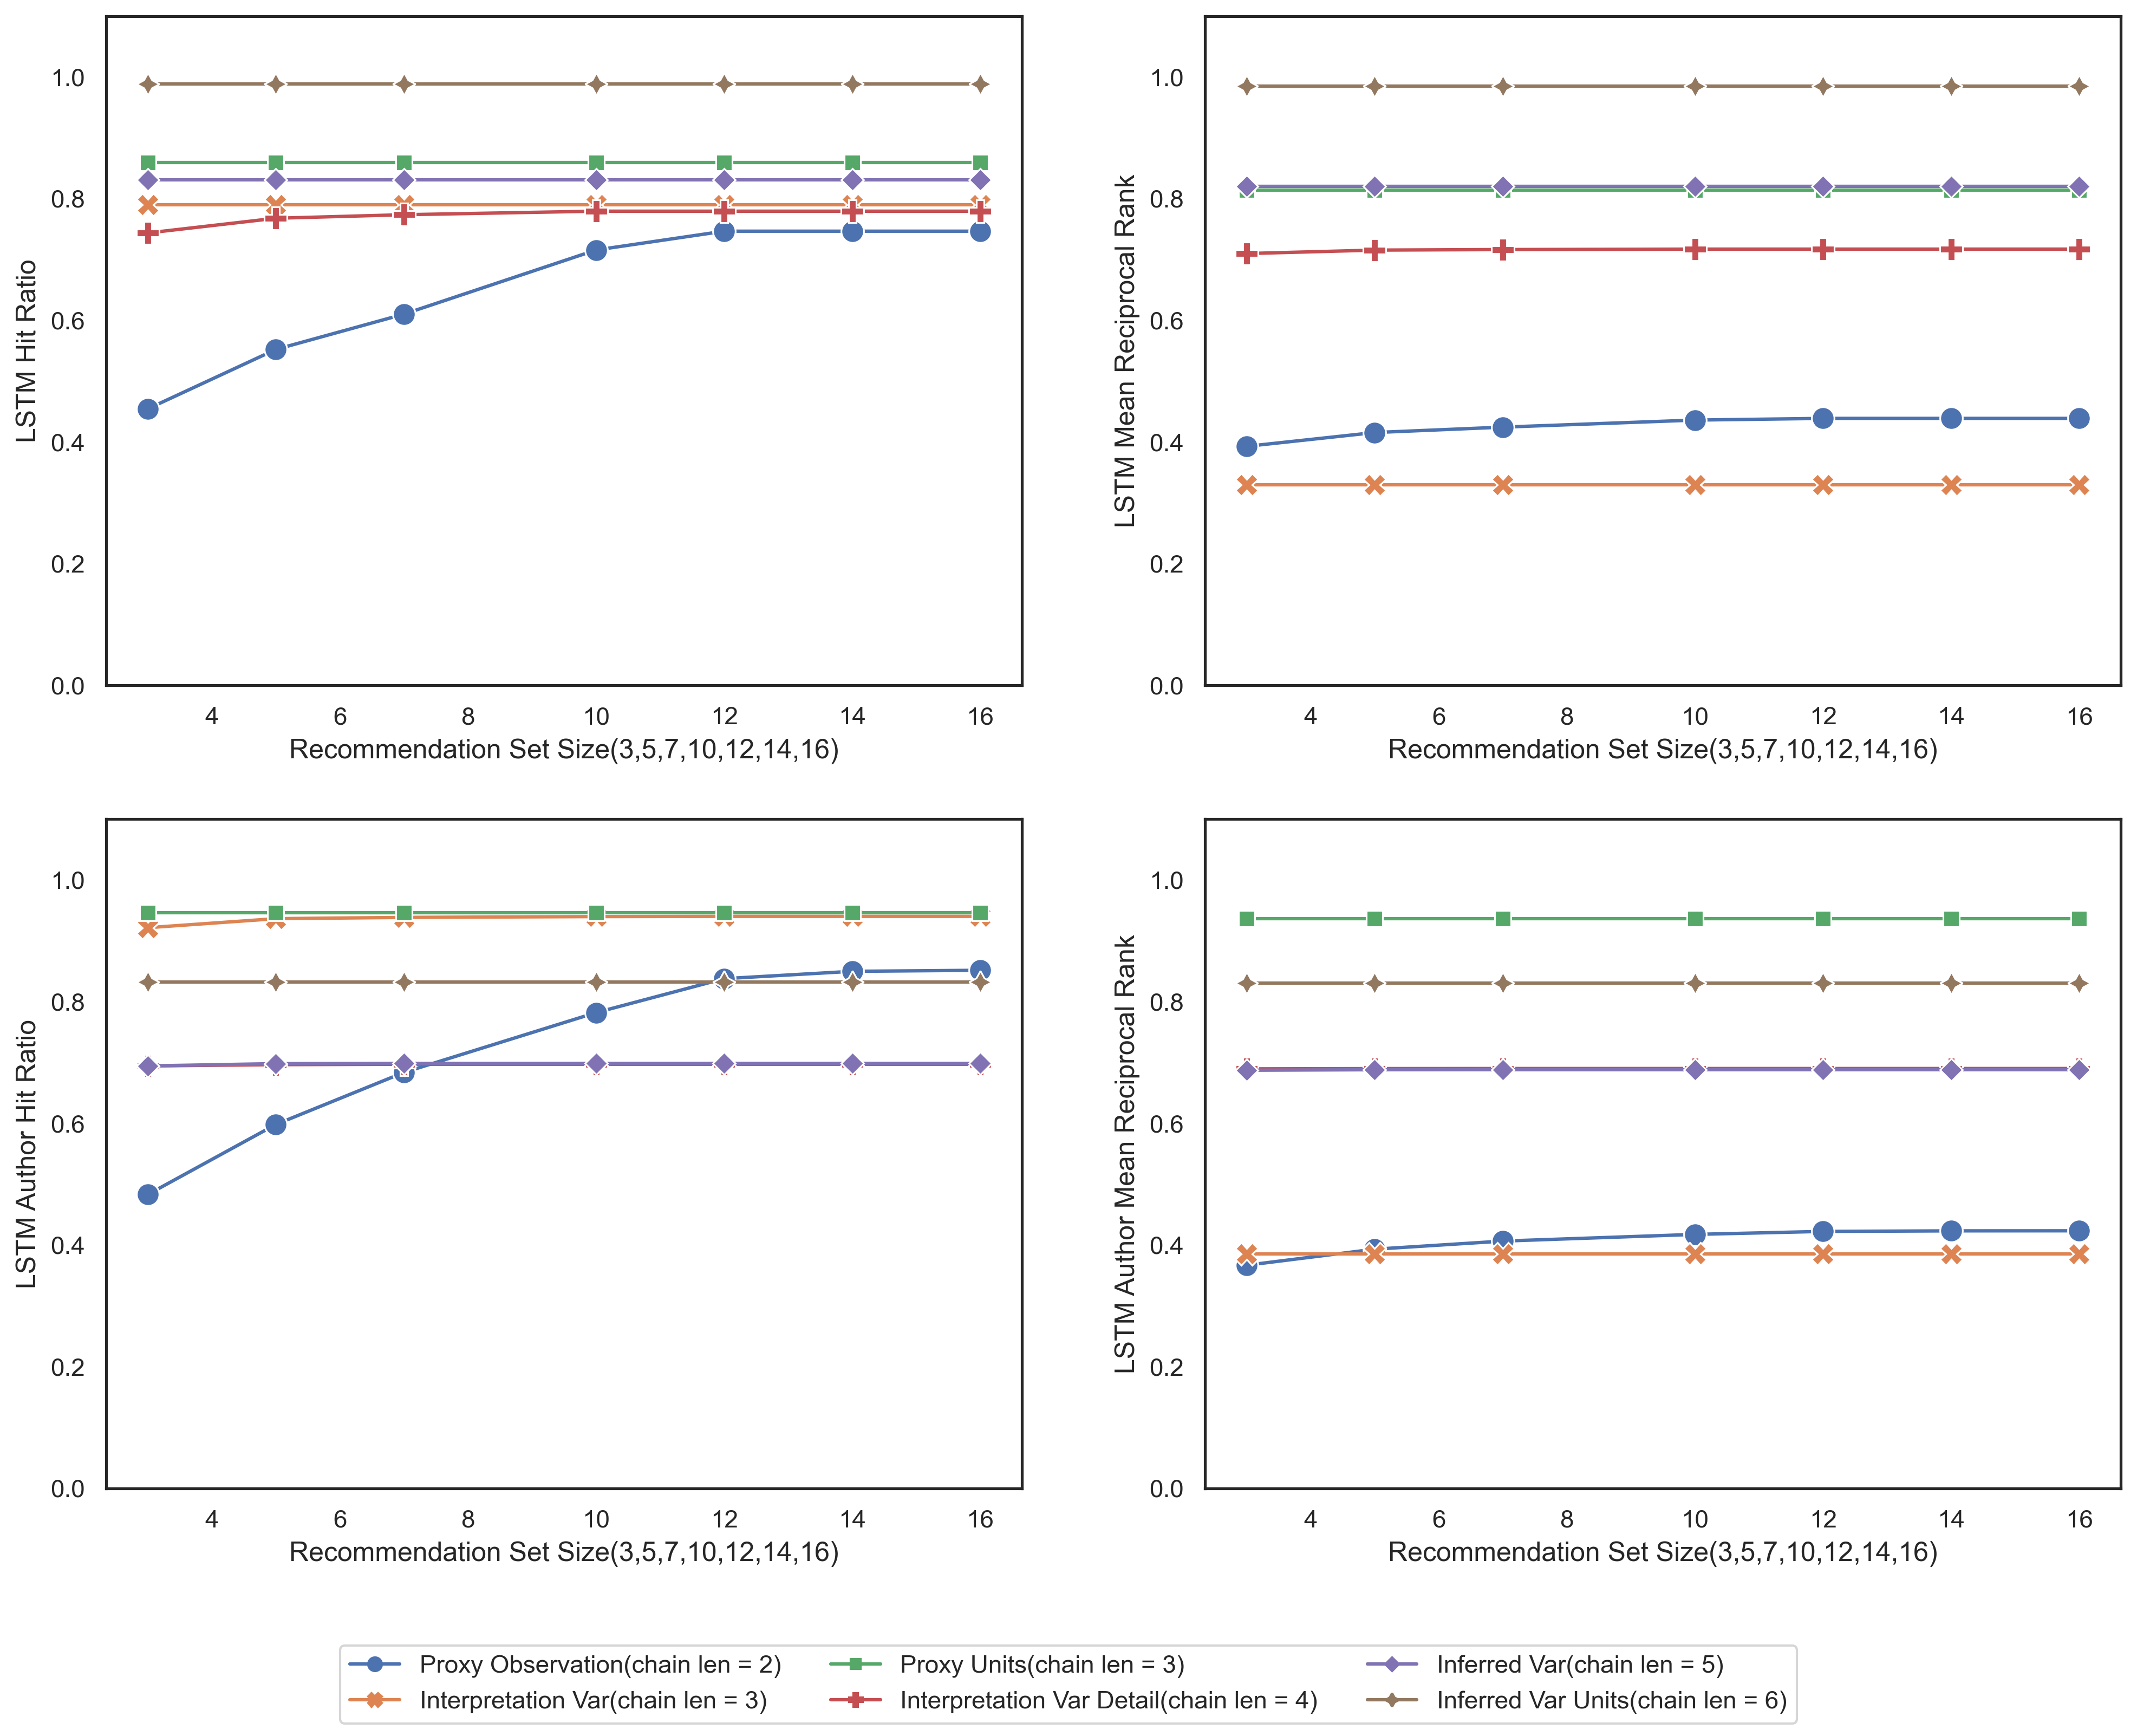 LSTM Hit Ratio
1.0
0.8
0.6
0.4
0.2
0.0
4 6 8 10 12 14 16
Recommendation Set Size(3,5,7,10,12,14,16)
LSTM Mean Reciprocal Rank
1.0
0.8
0.6
0.4
0.2
0.0
4 6 8 10 12 14 16
Recommendation Set Size(3,5,7,10,12,14,16)
LSTM Author Hit Ratio
1.0
0.8
0.6
0.4
0.2
0.0
4 6 8 10 12 14 16
Recommendation Set Size(3,5,7,10,12,14,16)
LSTM Author Mean Reciprocal Rank
1.0
0.8
0.6
0.4
0.2
0.0
4 6 8 10 12 14 16
Recommendation Set Size(3,5,7,10,12,14,16)
Proxy Observation(chain len = 2)
Interpretation Var(chain len = 3)
Proxy Units(chain len = 3)
Interpretation Var Detail(chain len = 4)
Inferred Var(chain len = 5)
Inferred Var Units(chain len = 6)